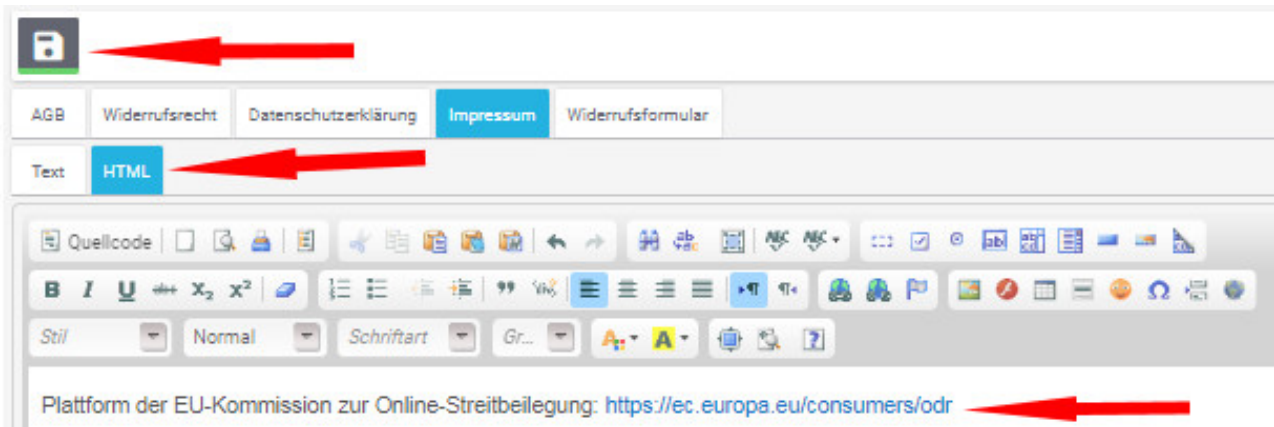 AGB Widerrufsrecht Datenschutzerklärung Impressum Widerrufsformular
Text HTML
Quellcode
B I U abc X₂ X²
Stil Normal Schriftart Gr...
Plattform der EU-Kommission zur Online-Streitbeilegung: https://ec.europa.eu/consumers/odr